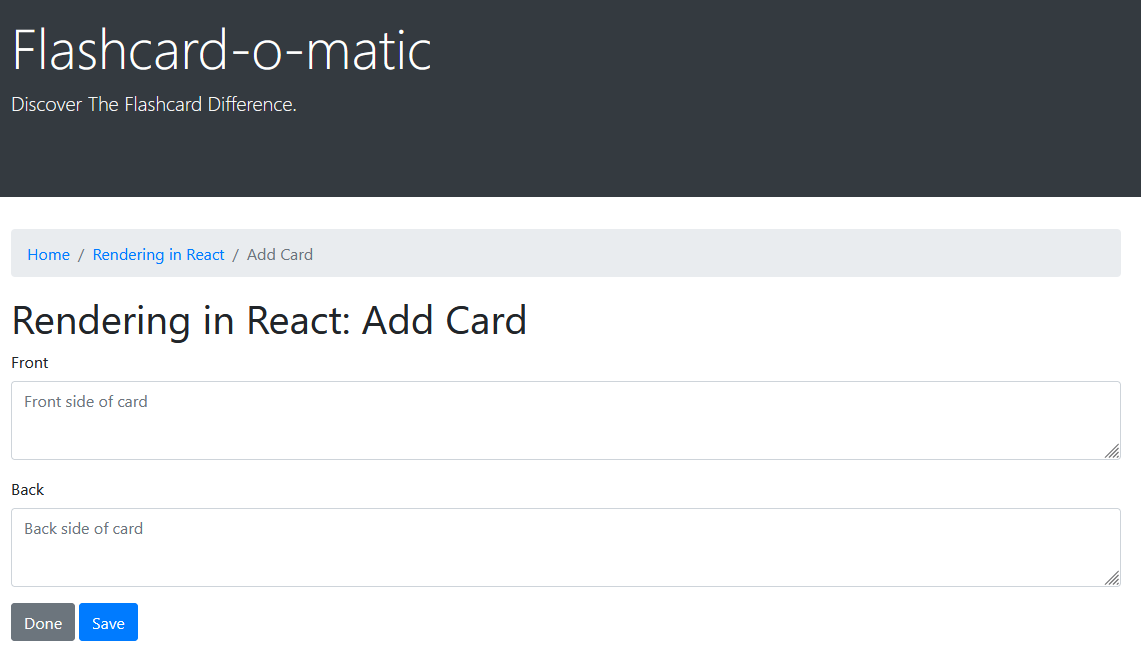 Flashcard-o-matic
Discover The Flashcard Difference.
Home / Rendering in React / Add Card
Rendering in React: Add Card
Front
Front side of card
Back
Back side of card
Done Save